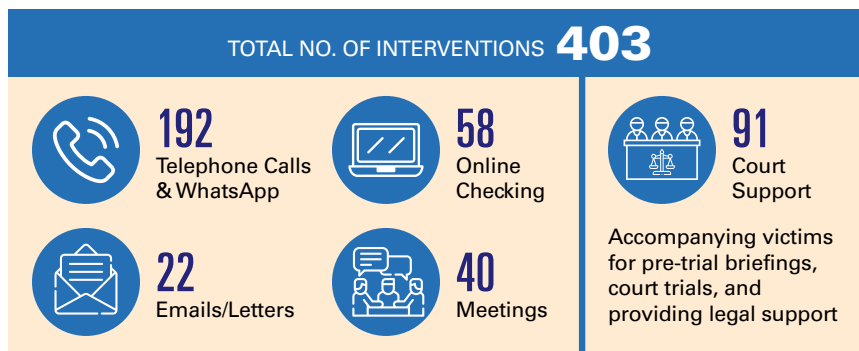 TOTAL NO. OF INTERVENTIONS 403
192
Telephone Calls
& WhatsApp
58
Online
Checking
22
Emails/Letters
40
Meetings
91
Court
Support
Accompanying victims
for pre-trial briefings,
court trials, and
providing legal support